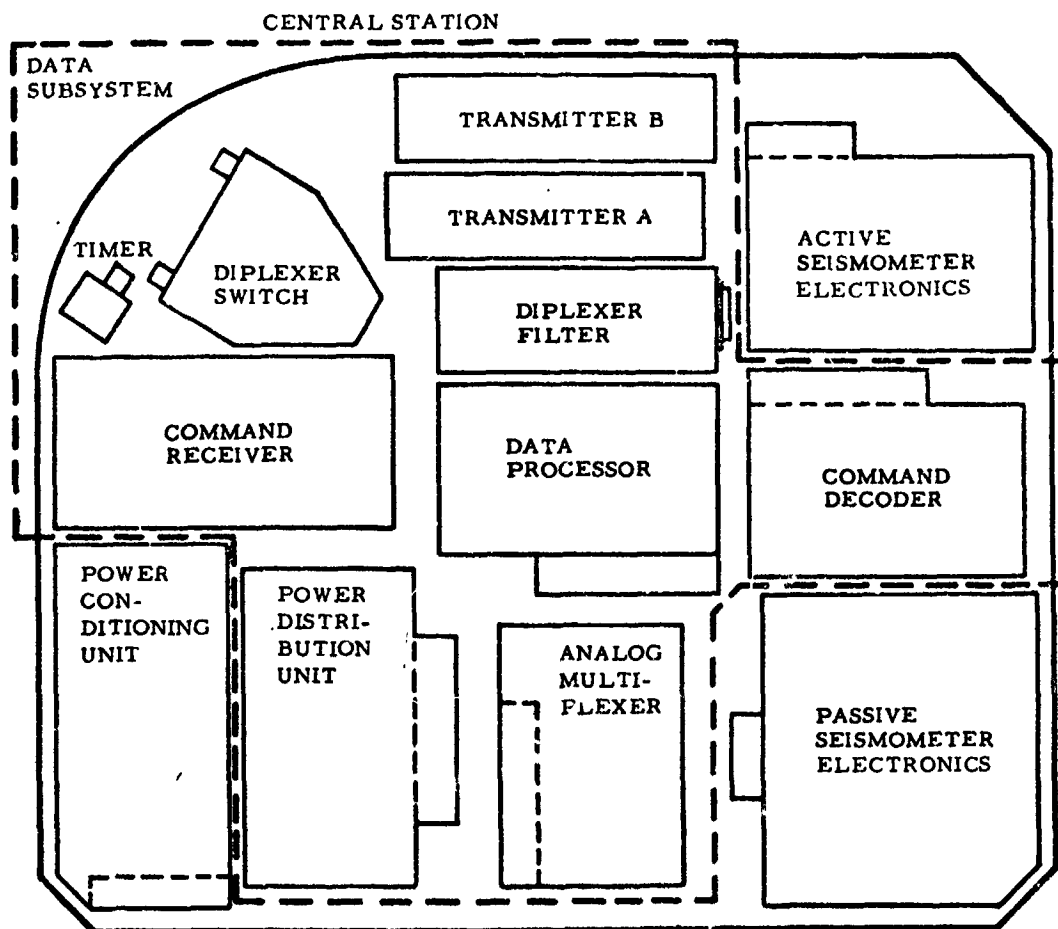 CENTRAL STATION
DATA
SUBSYSTEM
TRANSMITTER B
TRANSMITTER A
TIMER
DIPLEXER
SWITCH
DIPLEXER
FILTER
ACTIVE
SEISMOMETER
ELECTRONICS
COMMAND
RECEIVER
DATA
PROCESSOR
COMMAND
DECODER
POWER
CON-
DITIONING
UNIT
POWER
DISTRI-
BUTION
UNIT
ANALOG
MULTI-
PLEXER
PASSIVE
SEISMOMETER
ELECTRONICS